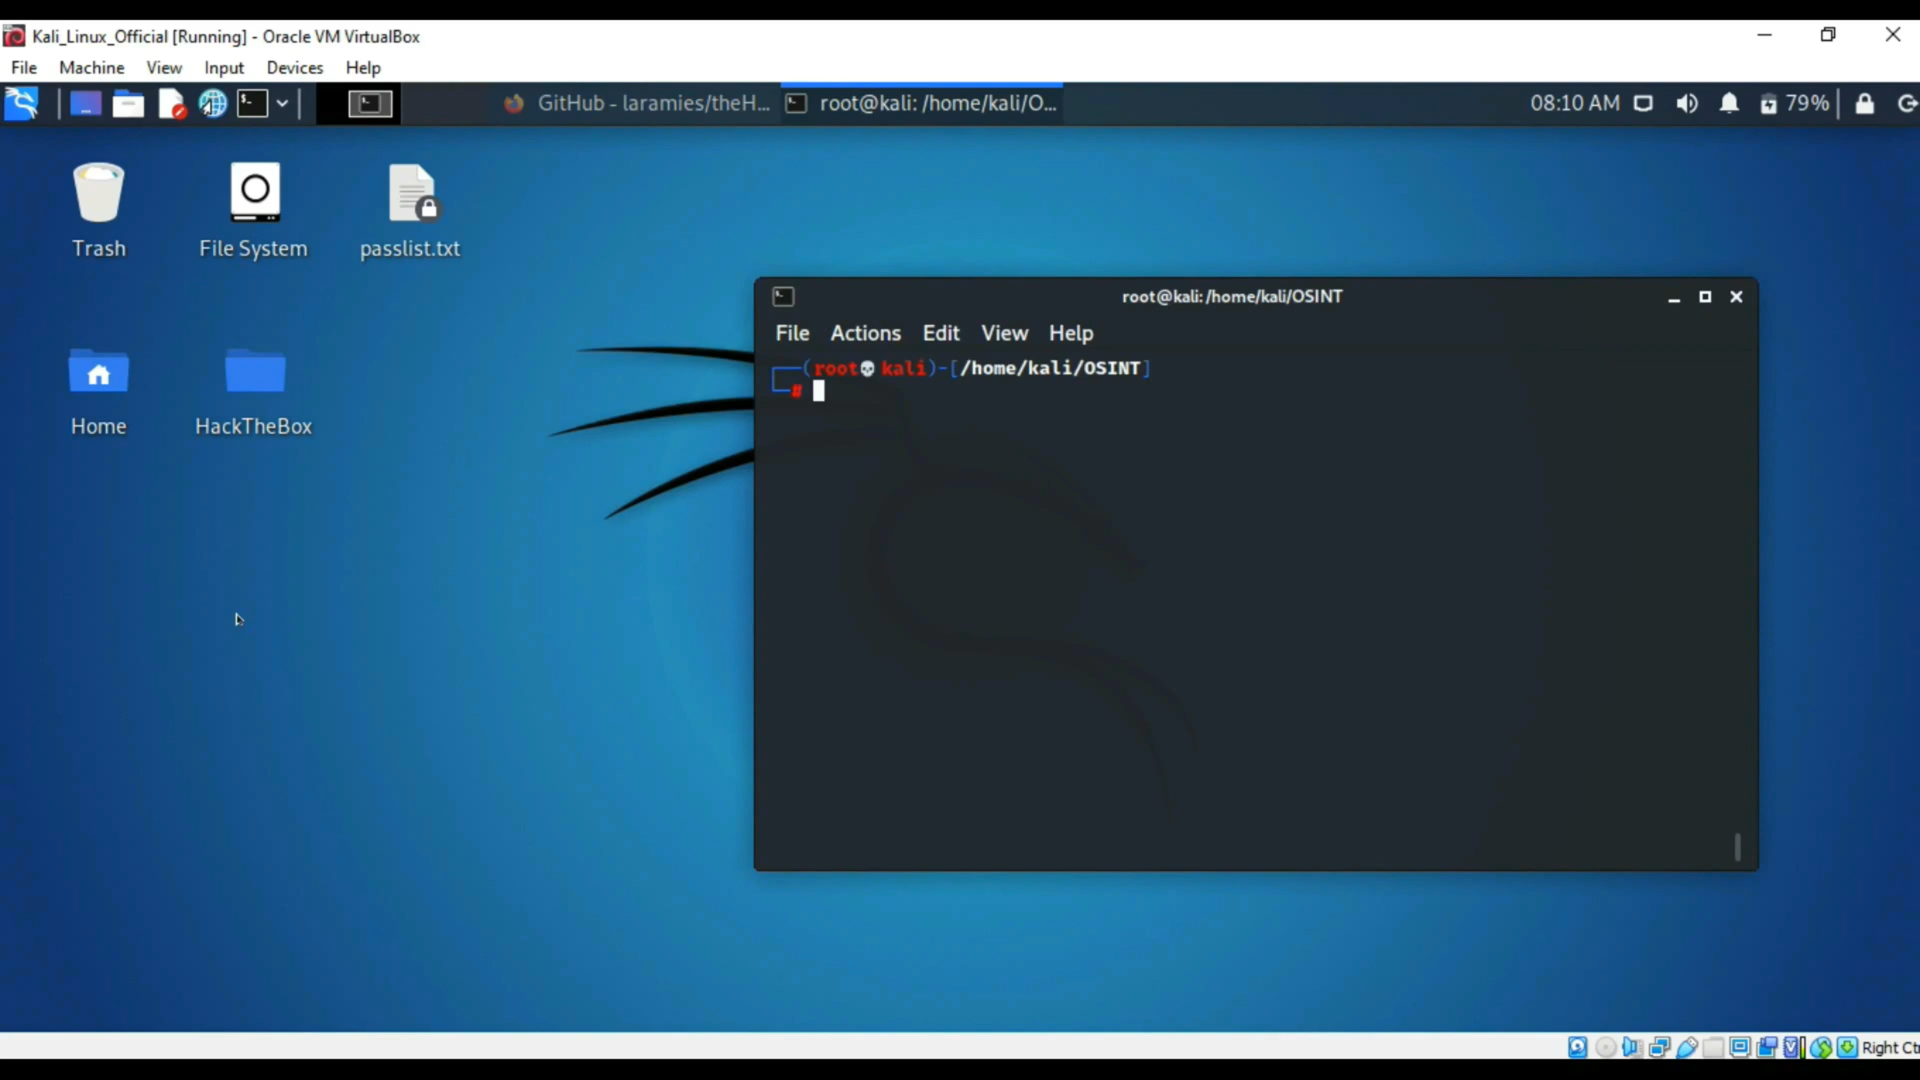 Kali_Linux_Official [Running] - Oracle VM VirtualBox
File Machine View Input Devices Help
GitHub - laramies/theH... root@kali: /home/kali/O... 08:10 AM 79%
Trash File System passlist.txt
Home HackTheBox
root@kali: /home/kali/OSINT
File Actions Edit View Help
(root💀kali)-[/home/kali/OSINT]
#
Right Ctr